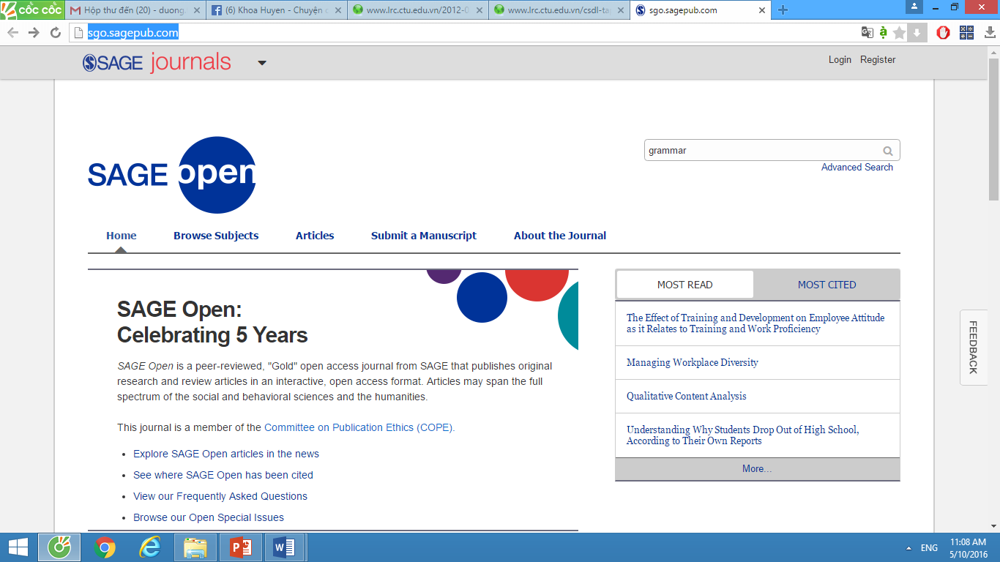 cốc cốc
Hộp thư đến (20) - duong
(6) Khoa Huyen - Chuyện c
www.lrc.ctu.edu.vn/2012-0
www.lrc.ctu.edu.vn/csdl-ta
sgo.sagepub.com
sgo.sagepub.com
SAGE journals
Login Register
SAGE open
grammar
Advanced Search
Home Browse Subjects Articles Submit a Manuscript About the Journal
SAGE Open:
Celebrating 5 Years
SAGE Open is a peer-reviewed, "Gold" open access journal from SAGE that publishes original
research and review articles in an interactive, open access format. Articles may span the full
spectrum of the social and behavioral sciences and the humanities.
This journal is a member of the Committee on Publication Ethics (COPE).
Explore SAGE Open articles in the news
See where SAGE Open has been cited
View our Frequently Asked Questions
Browse our Open Special Issues
MOST READ MOST CITED
The Effect of Training and Development on Employee Attitude
as it Relates to Training and Work Proficiency
Managing Workplace Diversity
Qualitative Content Analysis
Understanding Why Students Drop Out of High School,
According to Their Own Reports
More...
FEEDBACK
ENG
11:08 AM
5/10/2016